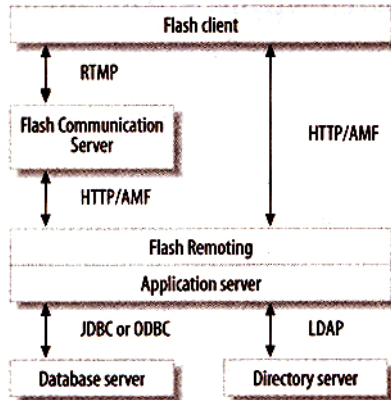 Flash client
RTMP
Flash Communication
Server
HTTP/AMF
HTTP/AMF
Flash Remoting
Application server
JDBC or ODBC
LDAP
Database server
Directory server